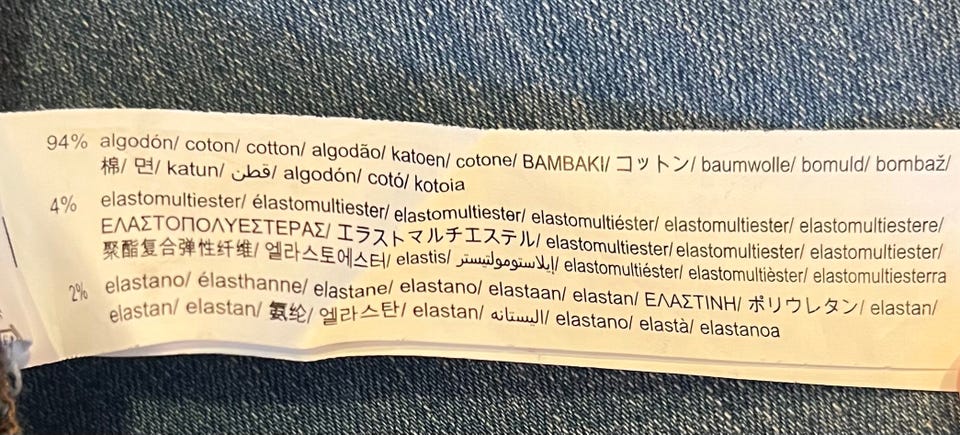 94% algodón/ coton/ cotton/ algodão/ katoen/ cotone/ BAMBAKI/ コットン/ baumwolle/ bomuld/ bombaž/
棉/ 면/ katun/ قطن/ algodón/ cotó/ kotoia
4% elastomultiester/ élastomultiester/ elastomultiester/ elastomultiéster/ elastomultiester/ elastomultiestere/
ΕΛΑΣΤΟΠΟΛΥΕΣΤΕΡΑΣ/ エラストマルチエステル/ elastomultiester/ elastomultiester/ elastomultiester/
聚酯复合弹性纤维/ 엘라스토에스터/ elastis/ إيلاستومولتيستر/ elastomultiéster/ elastomultièster/ elastomultiesterra
2% elastano/ élasthanne/ elastane/ elastano/ elastaan/ elastan/ ΕΛΑΣΤΙΝΗ/ ポリウレタン/ elastan/
elastan/ elastan/ 氨纶/ 엘라스탄/ elastan/ اليستانه/ elastano/ elastà/ elastanoa